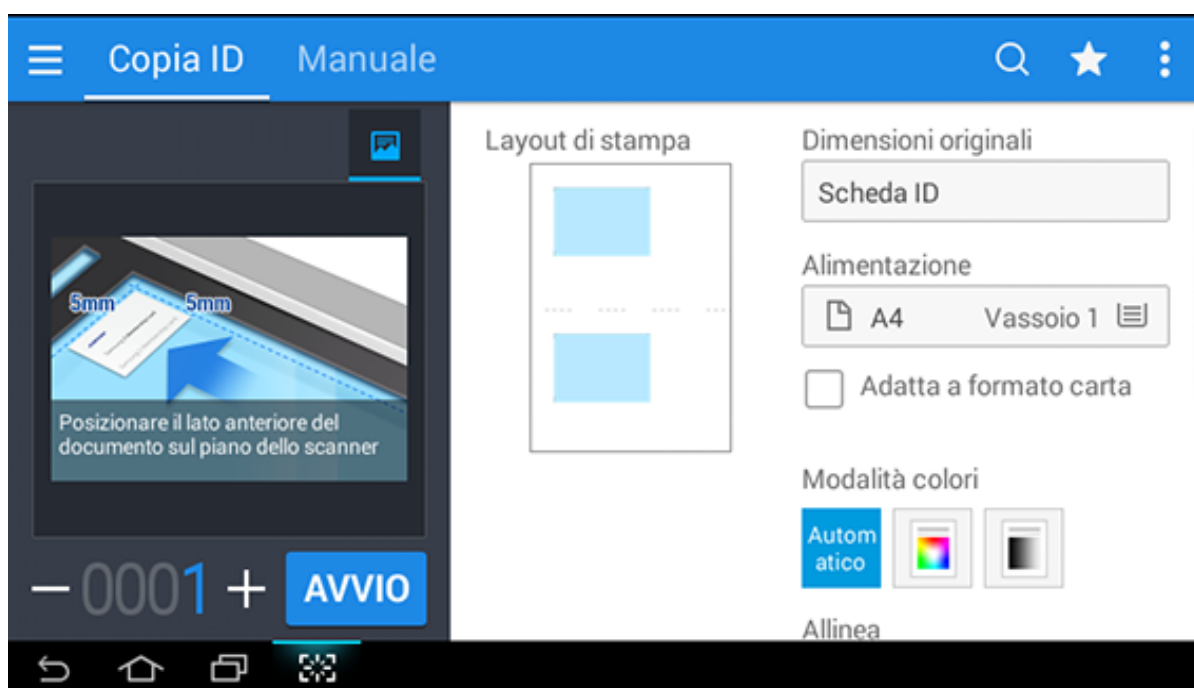 Copia ID
Manuale
Layout di stampa
Dimensioni originali
Scheda ID
Alimentazione
A4 Vassoio 1
Adatta a formato carta
Modalità colori
Autom
atico
Allinea
5mm 5mm
Posizionare il lato anteriore del
documento sul piano dello scanner
0001
AVVIO